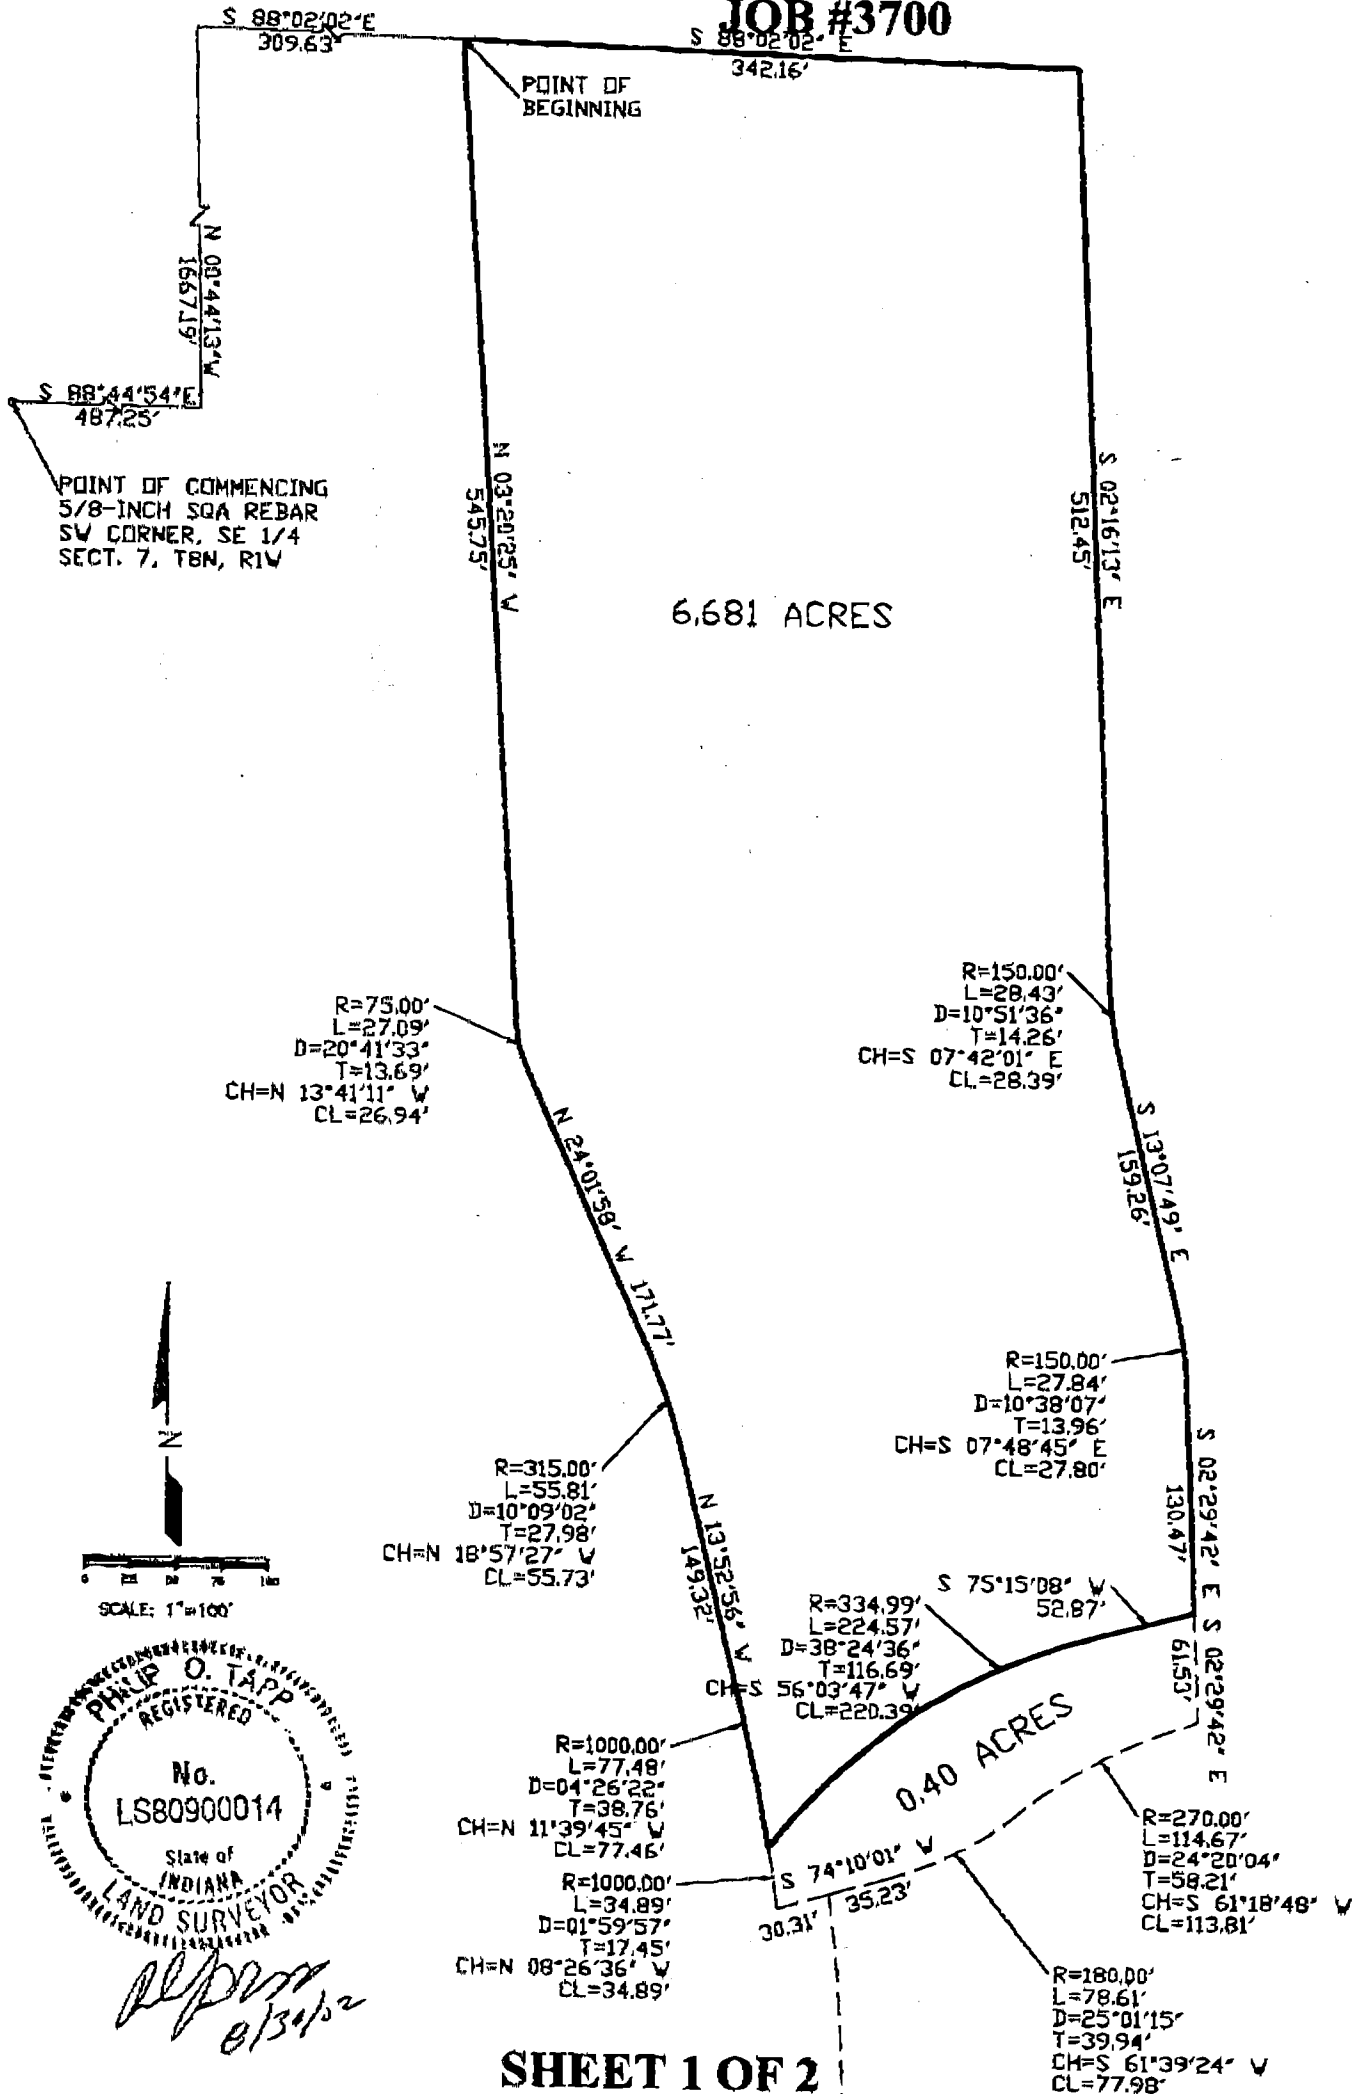 JOB #3700
S 88°02'02" E
309.63'
S 88°02'02" E
342.16'
POINT OF
BEGINNING
N 00°44'13" W
1667.19'
S 88°44'54" E
487.25'
POINT OF COMMENCING
5/8-INCH SQA REBAR
SW CORNER, SE 1/4
SECT. 7, T8N, R1W
N 03°20'25" W
545.75'
S 02°16'13" E
512.45'
6.681 ACRES
R=75.00'
L=27.09'
D=20°41'33"
T=13.69'
CH=N 13°41'11" W
CL=26.94'
R=150.00'
L=28.43'
D=10°51'36"
T=14.26'
CH=S 07°42'01" E
CL=28.39'
N 24°01'58" W 171.77'
S 13°07'49" E
159.26'
R=150.00'
L=27.84'
D=10°38'07"
T=13.96'
CH=S 07°48'45" E
CL=27.80'
N
R=315.00'
L=55.81'
D=10°09'02"
T=27.98'
CH=N 18°57'27" W
CL=55.73'
N 13°52'56" W
149.32'
S 02°29'42" E
130.47'
0 50 70 100
SCALE: 1"=100'
S 75°15'08" W
52.87'
R=334.99'
L=224.57'
D=38°24'36"
T=116.69'
CH=S 56°03'47" W
CL=220.39'
S 02°29'42" E
61.53'
PHILIP O. TAPP
REGISTERED
No.
LS80900014
State of
INDIANA
LAND SURVEYOR
8/30/02
R=1000.00'
L=77.48'
D=04°26'22"
T=38.76'
CH=N 11°39'45" W
CL=77.46'
0.40 ACRES
R=1000.00'
L=34.89'
D=01°59'57"
T=17.45'
CH=N 08°26'36" W
CL=34.89'
S 74°10'01" W
30.31' 35.23'
R=270.00'
L=114.67'
D=24°20'04"
T=58.21'
CH=S 61°18'48" W
CL=113.81'
R=180.00'
L=78.61'
D=25°01'15"
T=39.94'
CH=S 61°39'24" W
CL=77.98'
SHEET 1 OF 2